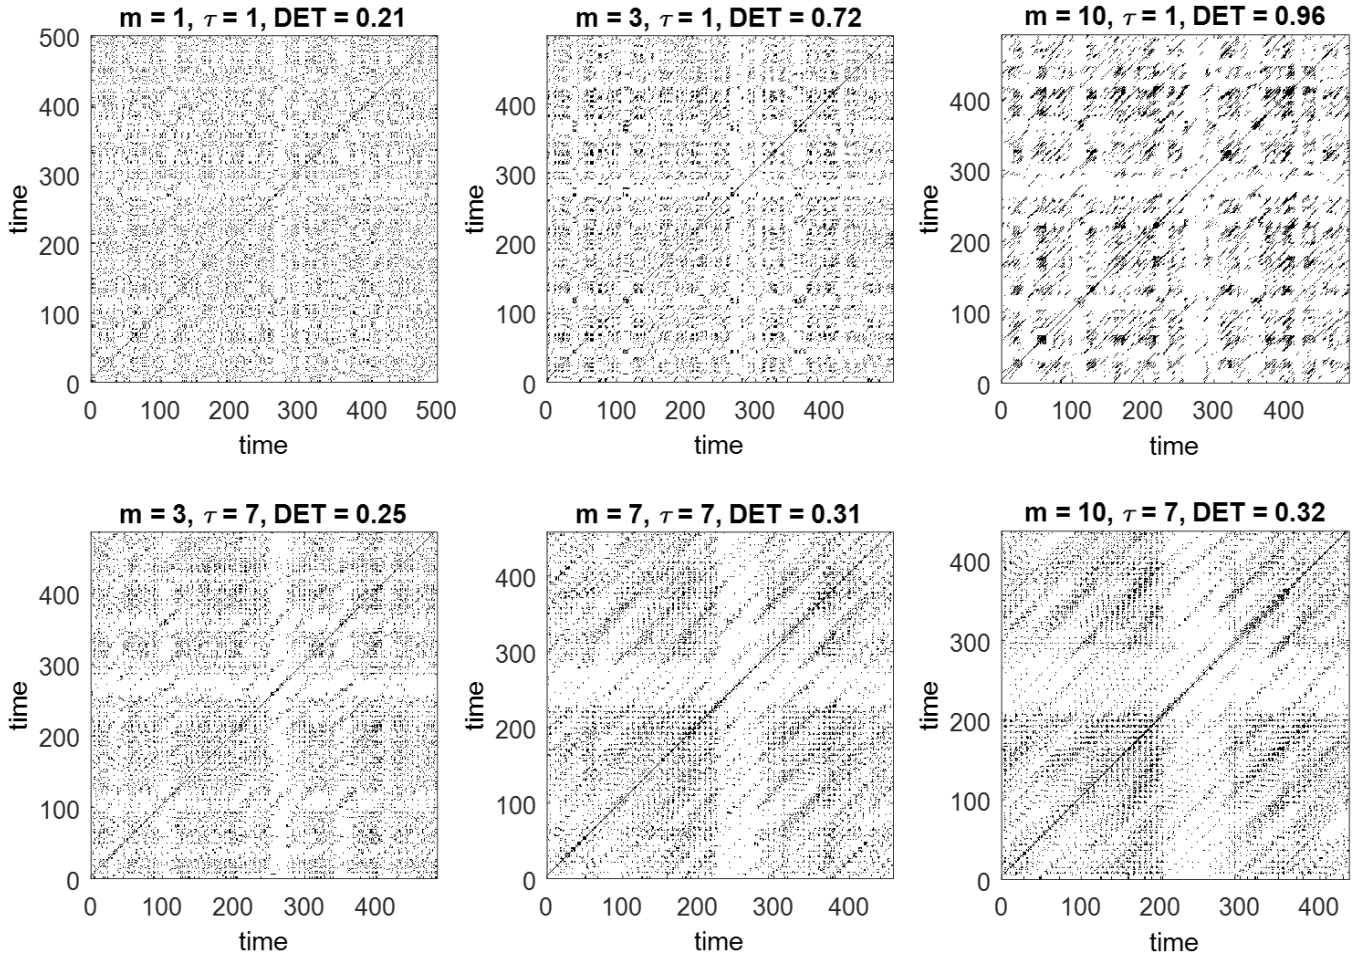 m = 1, τ = 1, DET = 0.21
500
400
300
200
100
0
time
0 100 200 300 400 500
time
m = 3, τ = 1, DET = 0.72
400
300
200
100
0
time
0 100 200 300 400
time
m = 10, τ = 1, DET = 0.96
400
300
200
100
0
time
0 100 200 300 400
time
m = 3, τ = 7, DET = 0.25
400
300
200
100
0
time
0 100 200 300 400
time
m = 7, τ = 7, DET = 0.31
400
300
200
100
0
time
0 100 200 300 400
time
m = 10, τ = 7, DET = 0.32
400
300
200
100
0
time
0 100 200 300 400
time